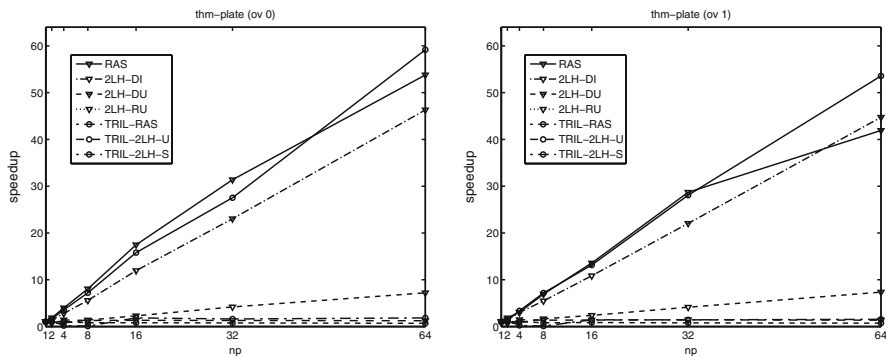 thm-plate (ov 0)
speedup
60
50
40
30
20
10
0
RAS
2LH-DI
2LH-DU
2LH-RU
TRIL-RAS
TRIL-2LH-U
TRIL-2LH-S
1 2 4 8 16 32 64
np
thm-plate (ov 1)
speedup
60
50
40
30
20
10
0
RAS
2LH-DI
2LH-DU
2LH-RU
TRIL-RAS
TRIL-2LH-U
TRIL-2LH-S
1 2 4 8 16 32 64
np